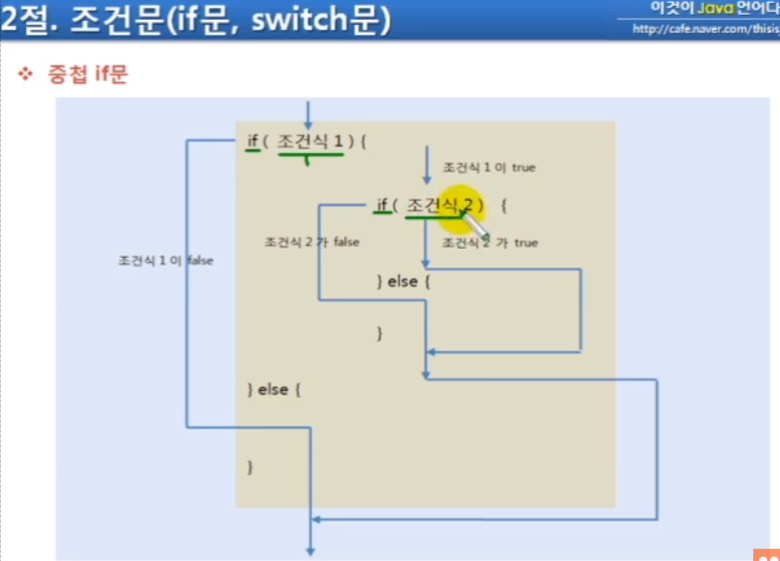 2절. 조건문(if문, switch문)
이것이 Java 언어다
http://cafe.naver.com/thisis
❖ 중첩 if문
if ( 조건식 1 ) {
조건식 1 이 true
if ( 조건식 2 ) {
조건식 2 가 false
조건식 2 가 true
조건식 1 이 false
} else {
}
} else {
}